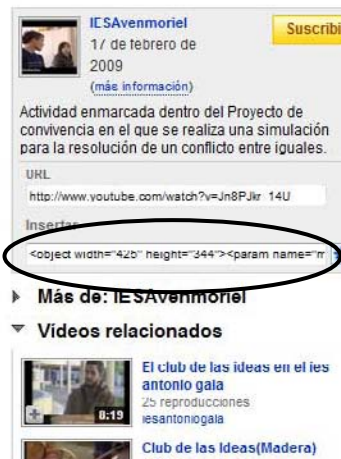 IESAvenmoriel
Suscribi
17 de febrero de
2009
(más información)
Actividad enmarcada dentro del Proyecto de
convivencia en el que se realiza una simulación
para la resolución de un conflicto entre iguales.
URL
http://www.youtube.com/watch?v=Jn8PJkr_14U
Insertar
<object width="425" height="344"><param name="m
Más de: IESAvenmoriel
Vídeos relacionados
El club de las ideas en el ies
antonio gala
25 reproducciones
iesantoniogala
8:19
Club de las Ideas(Madera)